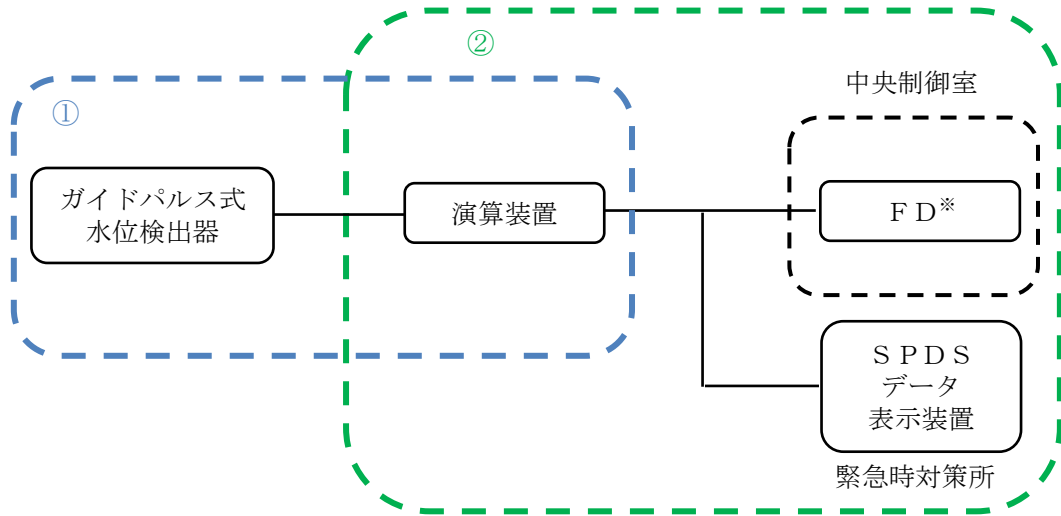 ②
①
中央制御室
ガイドパルス式
水位検出器
演算装置
ＦＤ※
ＳＰＤＳ
データ
表示装置
緊急時対策所